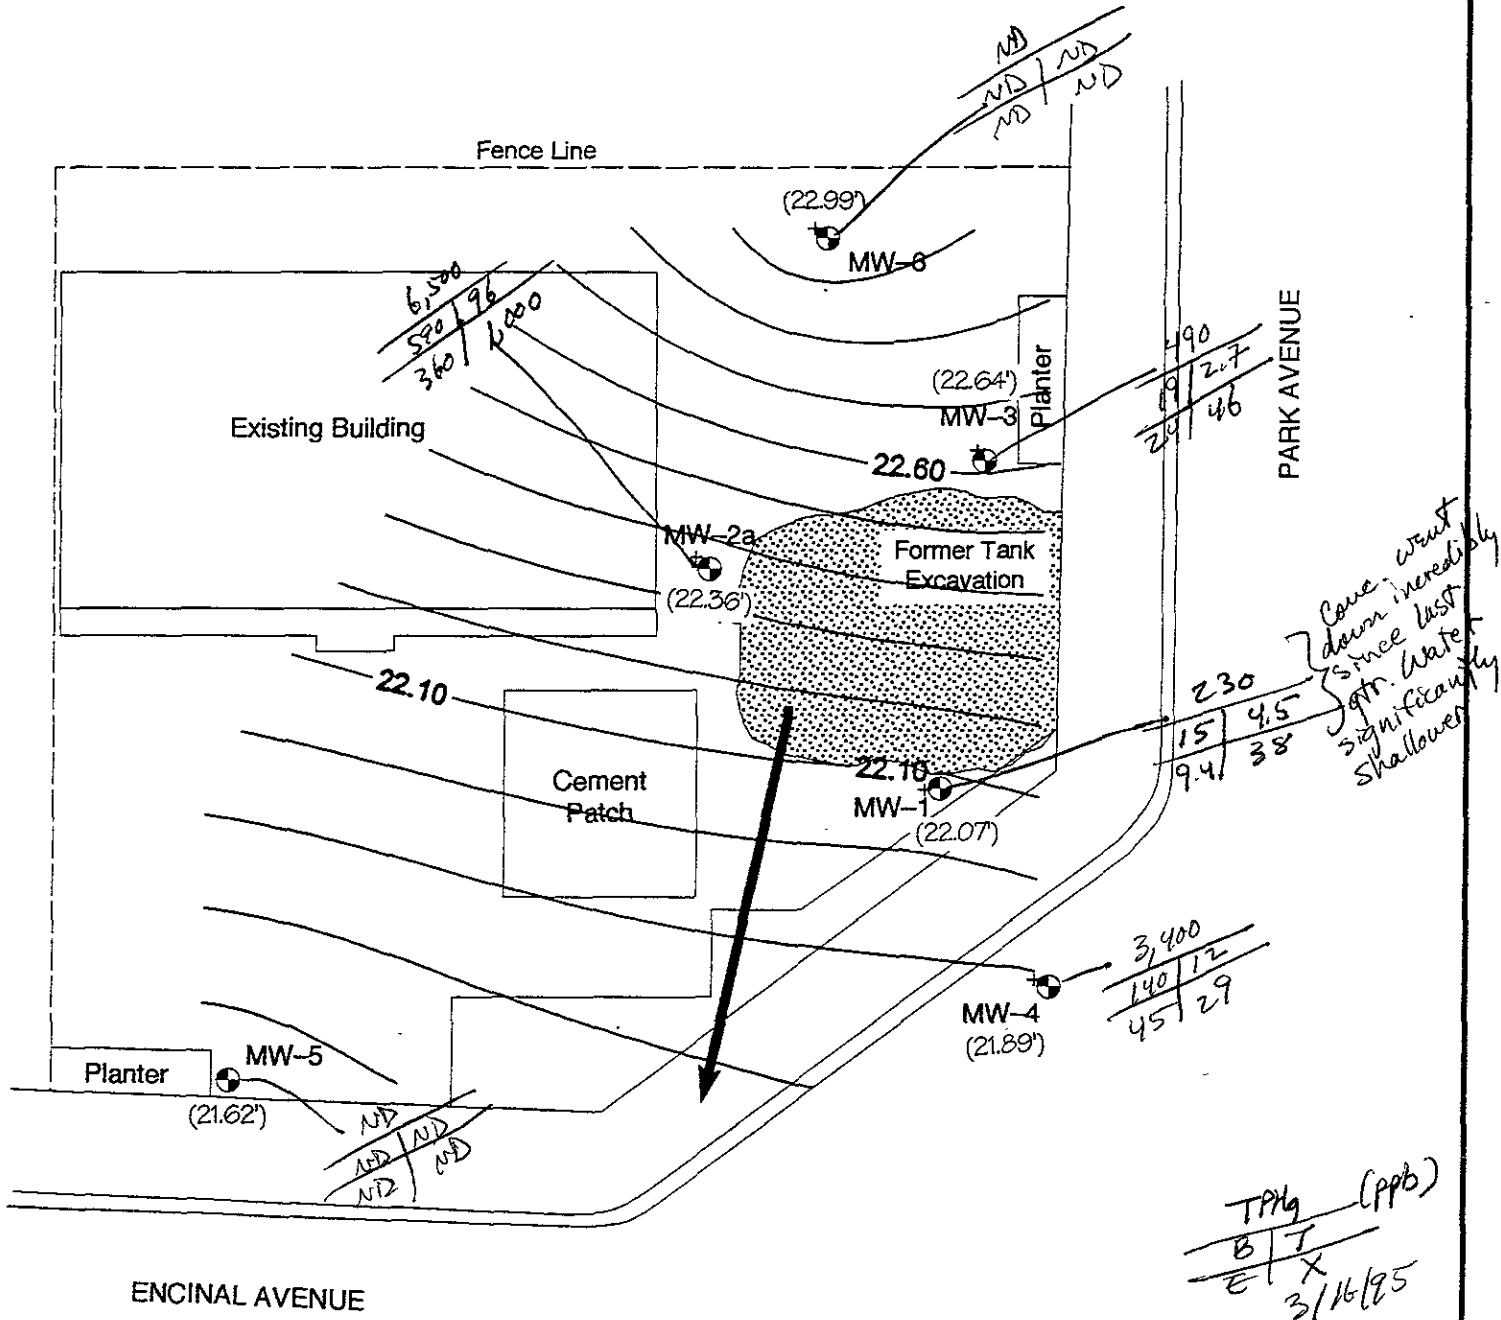 ND
ND | ND
ND | ND
Fence Line
(22.99')
MW-6
6,500
590 | 96
360 | 6,000
PARK AVENUE
490
19 | 2.7
24 | 46
(22.64')
Planter
MW-3
Existing Building
22.60
MW-2a
(22.36')
Former Tank
Excavation
Conc. went
down incredibly
since last
qtr. Water
significantly
shallower
22.10
230
15 | 4.5
9.4 | 38
Cement
Patch
22.10
MW-1
(22.07')
3,400
140 | 12
45 | 29
MW-4
(21.89')
Planter
MW-5
(21.62')
ND
ND | ND
ND | ND
TPHg (ppb)
B | T
E | X
3/16/95
ENCINAL AVENUE